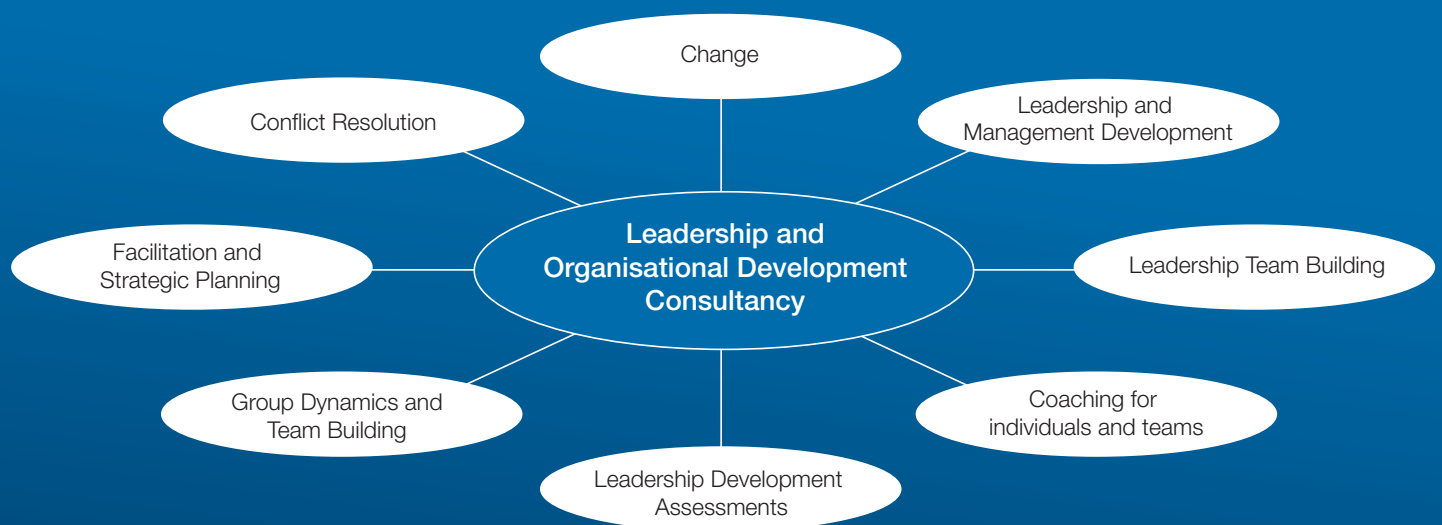 Change
Leadership and
Management Development
Conflict Resolution
Leadership and
Organisational Development
Consultancy
Facilitation and
Strategic Planning
Leadership Team Building
Group Dynamics and
Team Building
Coaching for
individuals and teams
Leadership Development
Assessments